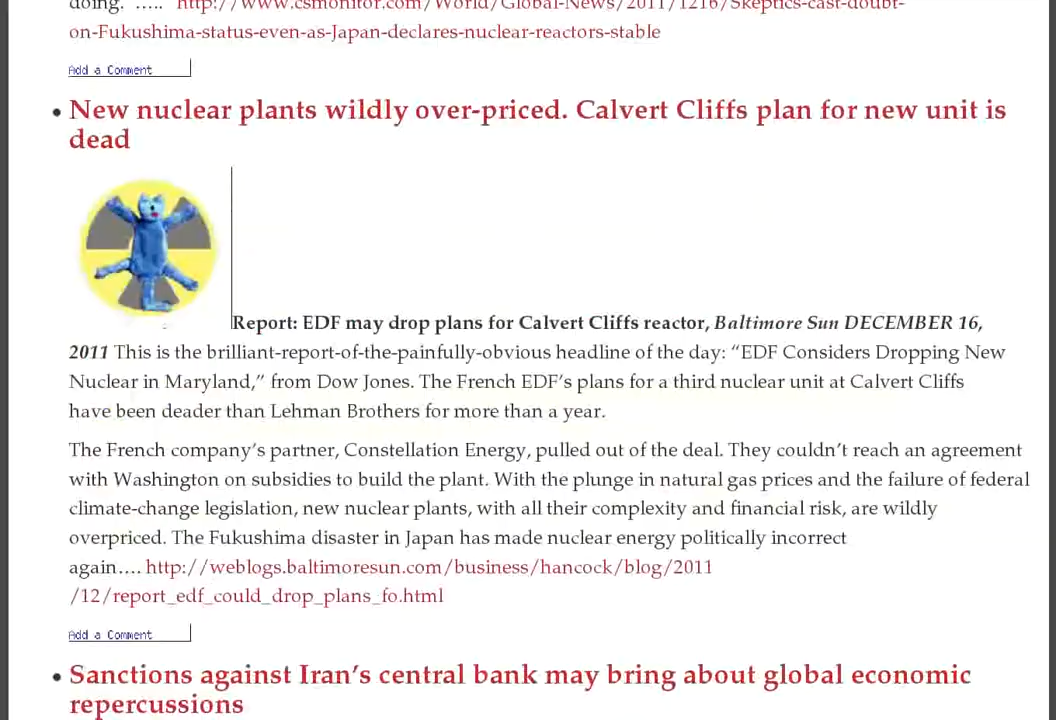 doing." ….. " http://www.csmonitor.com/World/Global-News/2011/1216/Skeptics-cast-doubt-
on-Fukushima-status-even-as-Japan-declares-nuclear-reactors-stable
Add a Comment
• New nuclear plants wildly over-priced. Calvert Cliffs plan for new unit is
dead
Report: EDF may drop plans for Calvert Cliffs reactor, Baltimore Sun DECEMBER 16,
2011 This is the brilliant-report-of-the-painfully-obvious headline of the day: “EDF Considers Dropping New
Nuclear in Maryland,” from Dow Jones. The French EDF’s plans for a third nuclear unit at Calvert Cliffs
have been deader than Lehman Brothers for more than a year.
The French company’s partner, Constellation Energy, pulled out of the deal. They couldn’t reach an agreement
with Washington on subsidies to build the plant. With the plunge in natural gas prices and the failure of federal
climate-change legislation, new nuclear plants, with all their complexity and financial risk, are wildly
overpriced. The Fukushima disaster in Japan has made nuclear energy politically incorrect
again…. http://weblogs.baltimoresun.com/business/hancock/blog/2011
/12/report_edf_could_drop_plans_fo.html
Add a Comment
• Sanctions against Iran’s central bank may bring about global economic
repercussions